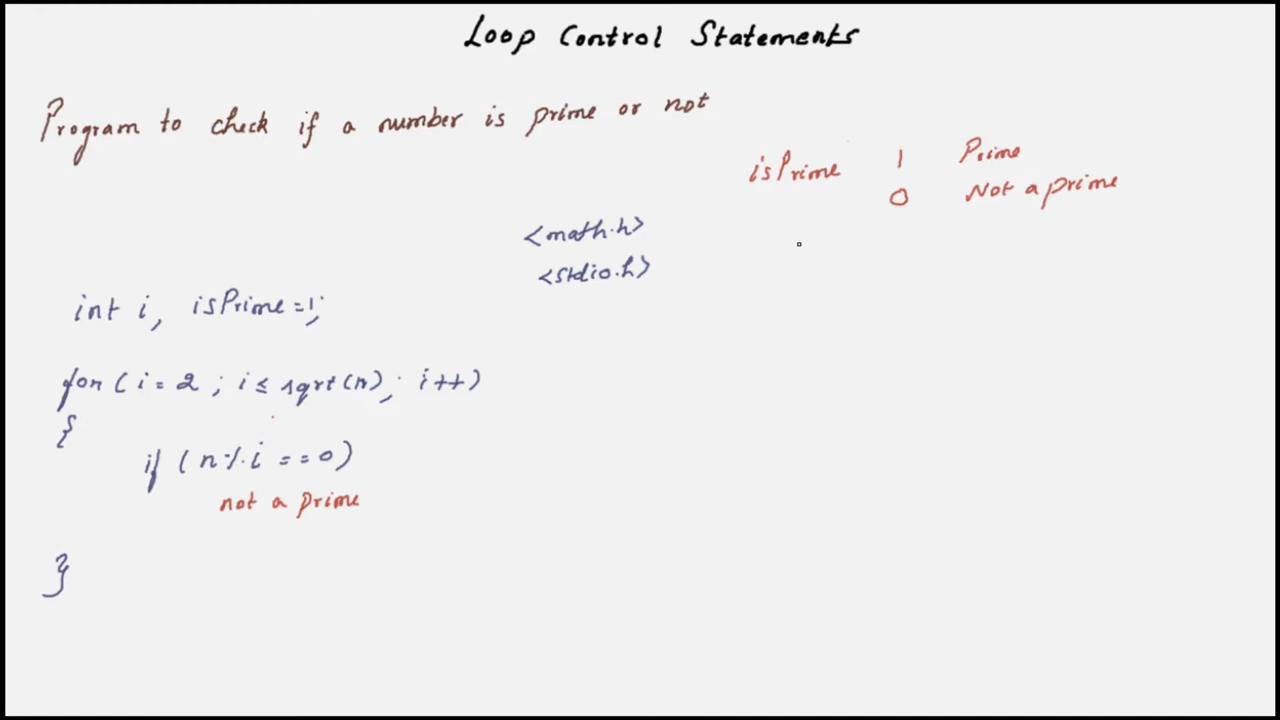 Loop Control Statements
Program to check if a number is prime or not
isPrime 1 Prime
0 Not a prime
<math.h>
<stdio.h>
int i, isPrime=1;
for(i=2; i≤sqrt(n); i++)
{
if (n%i==0)
not a prime
}